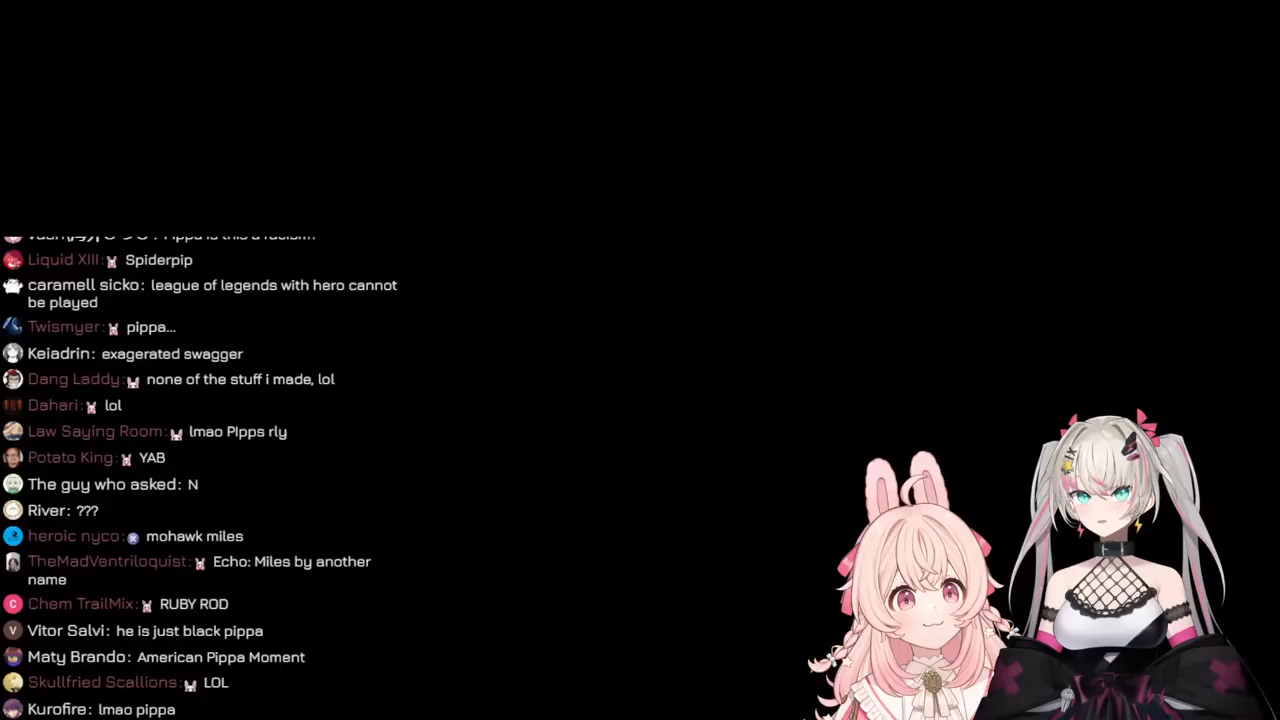 Liquid XIII: Spiderpip
caramell sicko: league of legends with hero cannot
be played
Twismyer: pippa...
Keiadrin: exagerated swagger
Dang Laddy: none of the stuff i made, lol
Dahari: lol
Law Saying Room: lmao PIpps rly
Potato King: YAB
The guy who asked: N
River: ???
heroic nyco: mohawk miles
TheMadVentriloquist: Echo: Miles by another
name
C Chem TrailMix: RUBY ROD
V Vitor Salvi: he is just black pippa
Maty Brando: American Pippa Moment
Skullfried Scallions: LOL
Kurofire: lmao pippa